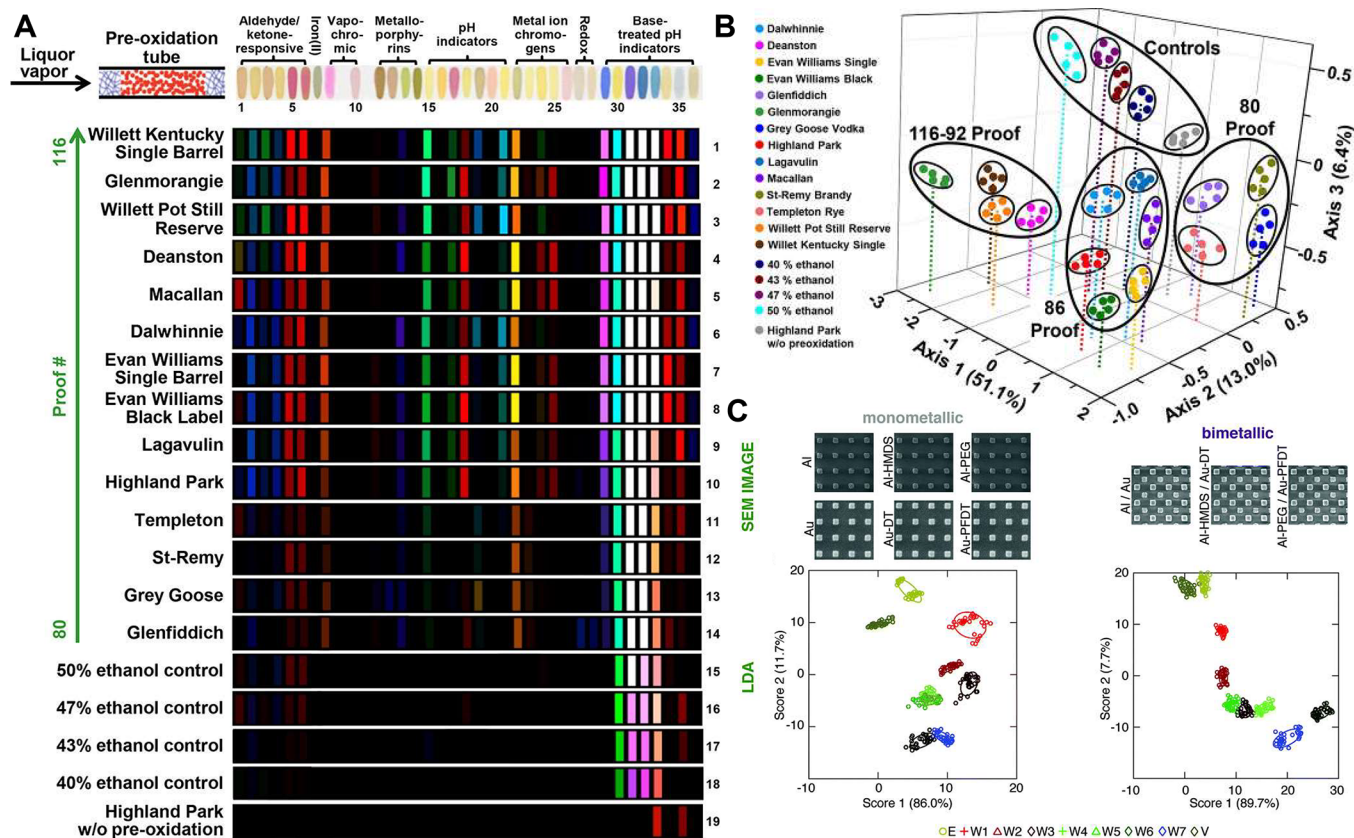 A
Liquor
vapor
Pre-oxidation
tube
Aldehyde/
ketone-
responsive
Iron(II)
Vapo-
chro-
mic
Metallo-
porphy-
rins
pH
indicators
Metal ion
chromo-
gens
Redox
Base-
treated pH
indicators
1 5 10 15 20 25 30 35
116
Proof #
80
Willett Kentucky
Single Barrel 1
Glenmorangie 2
Willett Pot Still
Reserve 3
Deanston 4
Macallan 5
Dalwhinnie 6
Evan Williams
Single Barrel 7
Evan Williams
Black Label 8
Lagavulin 9
Highland Park 10
Templeton 11
St-Remy 12
Grey Goose 13
Glenfiddich 14
50% ethanol control 15
47% ethanol control 16
43% ethanol control 17
40% ethanol control 18
Highland Park
w/o pre-oxidation 19
B
Dalwhinnie
Deanston
Evan Williams Single
Evan Williams Black
Glenfiddich
Glenmorangie
Grey Goose Vodka
Highland Park
Lagavulin
Macallan
St-Remy Brandy
Templeton Rye
Willett Pot Still Reserve
Willet Kentucky Single
40 % ethanol
43 % ethanol
47 % ethanol
50 % ethanol
Highland Park
w/o preoxidation
Controls
116-92 Proof
80
Proof
86
Proof
0.5
0
-0.5
Axis 3 (6.4%)
-3 -2 -1 0 1 2
Axis 1 (51.1%)
-1.0 -0.5 0 0.5
Axis 2 (13.0%)
C
monometallic
bimetallic
SEM IMAGE
Al
Al-HMDS
Al-PEG
Au
Au-DT
Au-PFDT
Al / Au
Al-HMDS / Au-DT
Al-PEG / Au-PFDT
LDA
20
10
0
-10
Score 2 (11.7%)
-10 0 10 20
Score 1 (86.0%)
20
10
0
-10
Score 2 (7.7%)
-10 0 10 20 30
Score 1 (89.7%)
E W1 W2 W3 W4 W5 W6 W7 V